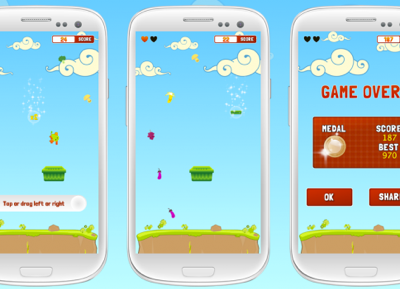 24 SCORE
Tap or drag left or right
22 SCORE
187
GAME OVER
MEDAL
SCORE
187
BEST
970
OK
SHAR